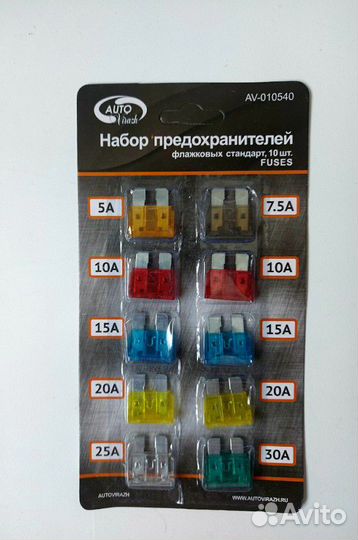 AUTO
Virazh
AV-010540
Набор предохранителей
флажковых стандарт, 10 шт.
FUSES
5A 7.5A
10A 10A
15A 15A
20A 20A
25A 30A
AUTOVIRAZH WWW.AUTOVIRAZH.RU
Avito